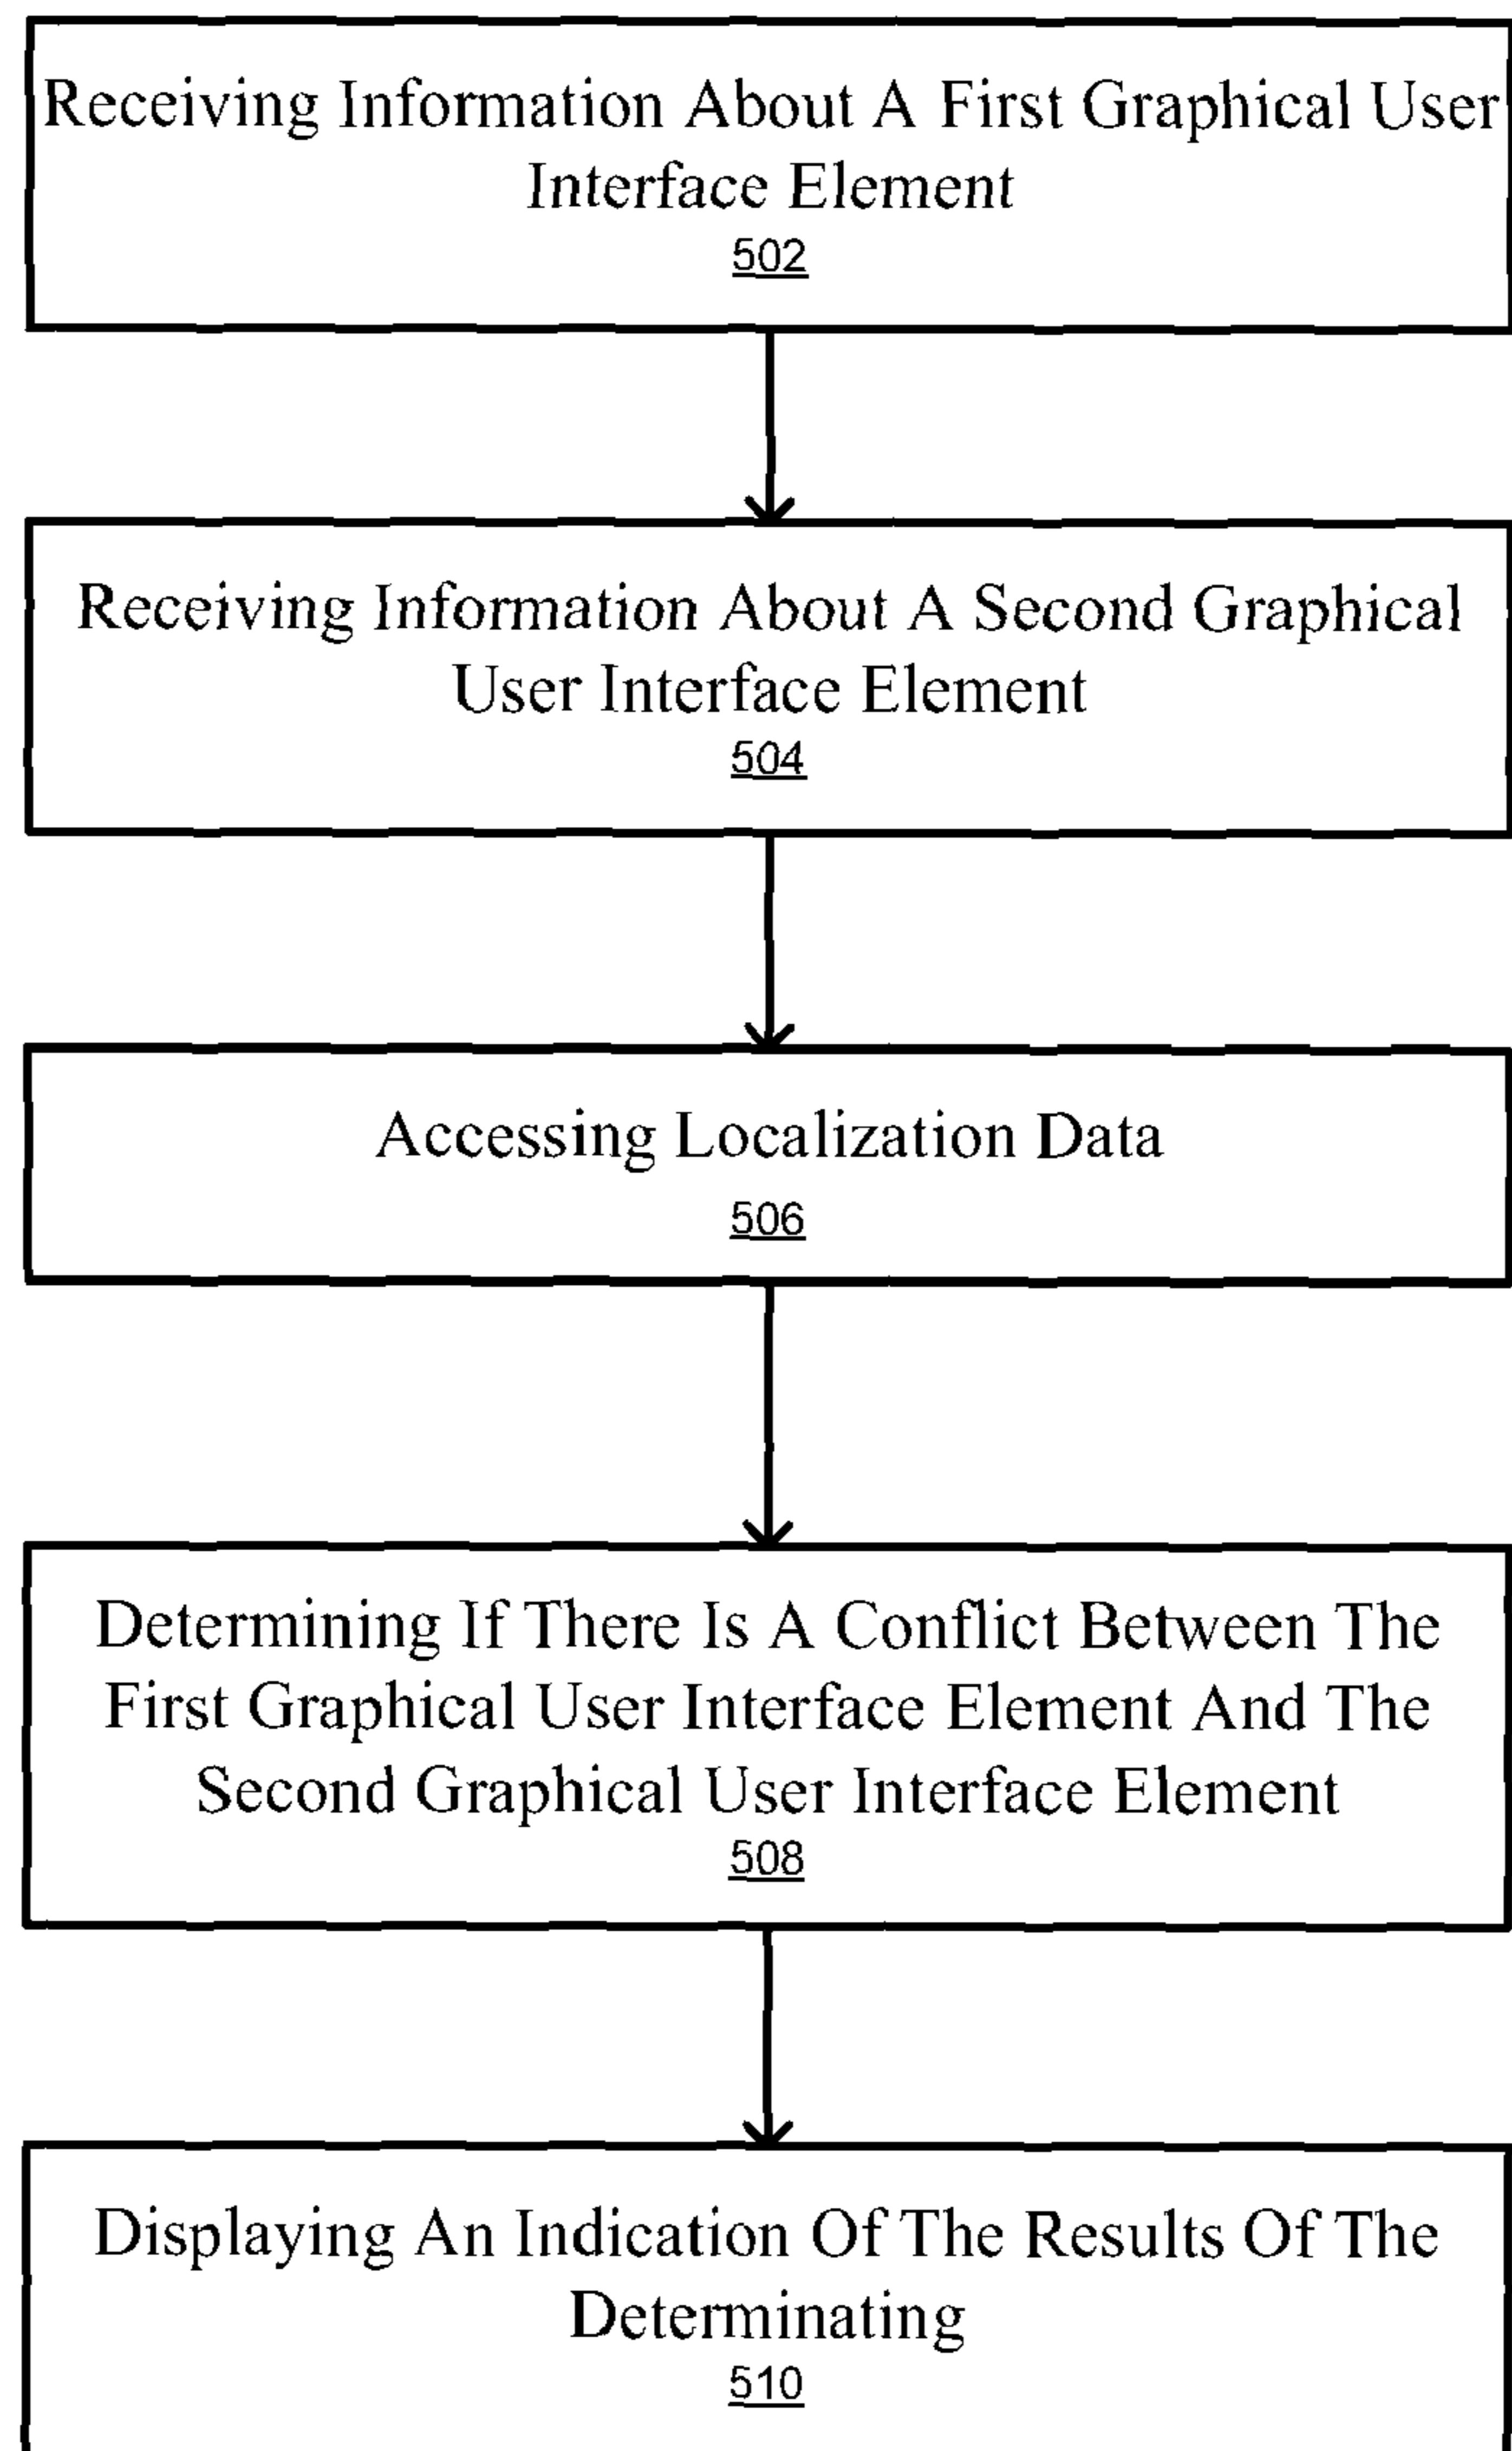 Receiving Information About A First Graphical User
Interface Element
502
Receiving Information About A Second Graphical
User Interface Element
504
Accessing Localization Data
506
Determining If There Is A Conflict Between The
First Graphical User Interface Element And The
Second Graphical User Interface Element
508
Displaying An Indication Of The Results Of The
Determinating
510